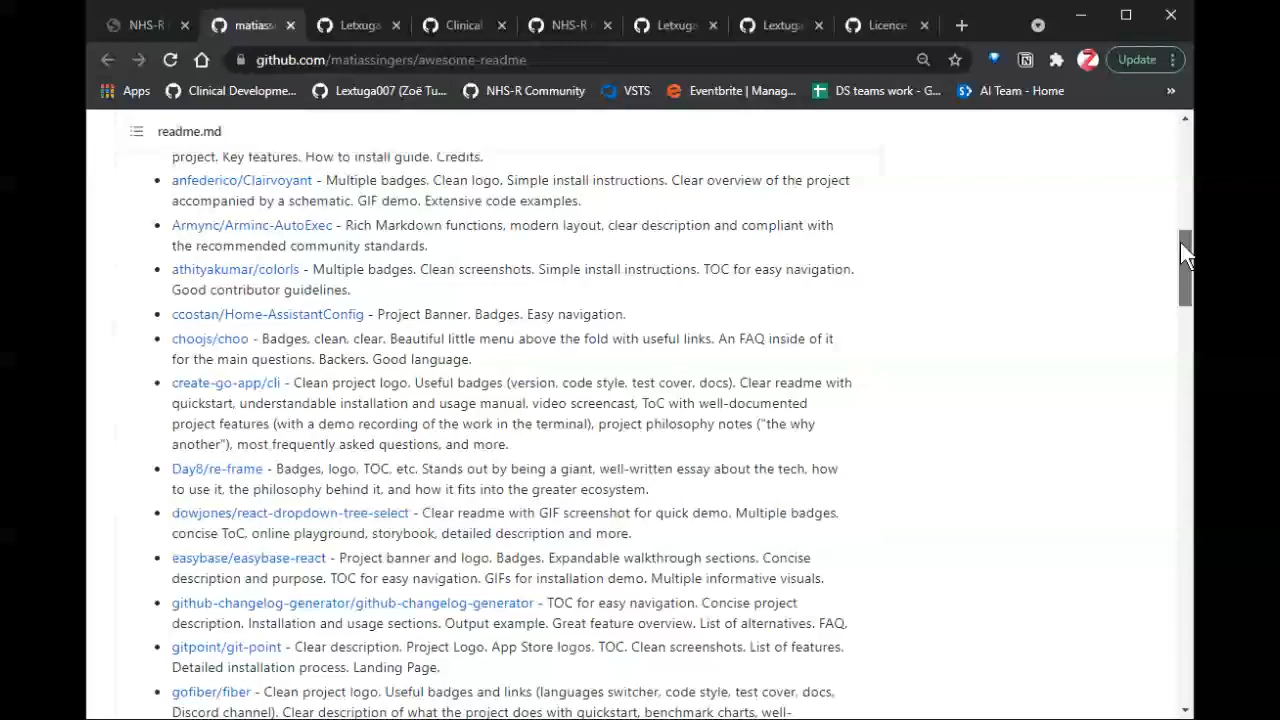 NHS-R
matiass
Letxuga
Clinical
NHS-R
Letxuga
Lextuga
Licence
github.com/matiassingers/awesome-readme
Update
Apps
Clinical Developme...
Lextuga007 (Zoë Tu...
NHS-R Community
VSTS
Eventbrite | Manag...
DS teams work - G...
AI Team - Home
»
readme.md
project. Key features. How to install guide. Credits.
• anfederico/Clairvoyant - Multiple badges. Clean logo. Simple install instructions. Clear overview of the project
accompanied by a schematic. GIF demo. Extensive code examples.
• Armync/Arminc-AutoExec - Rich Markdown functions, modern layout, clear description and compliant with
the recommended community standards.
• athityakumar/colorls - Multiple badges. Clean screenshots. Simple install instructions. TOC for easy navigation.
Good contributor guidelines.
• ccostan/Home-AssistantConfig - Project Banner. Badges. Easy navigation.
• choojs/choo - Badges, clean, clear. Beautiful little menu above the fold with useful links. An FAQ inside of it
for the main questions. Backers. Good language.
• create-go-app/cli - Clean project logo. Useful badges (version, code style, test cover, docs). Clear readme with
quickstart, understandable installation and usage manual, video screencast, ToC with well-documented
project features (with a demo recording of the work in the terminal), project philosophy notes ("the why
another"), most frequently asked questions, and more.
• Day8/re-frame - Badges, logo, TOC, etc. Stands out by being a giant, well-written essay about the tech, how
to use it, the philosophy behind it, and how it fits into the greater ecosystem.
• dowjones/react-dropdown-tree-select - Clear readme with GIF screenshot for quick demo. Multiple badges,
concise ToC, online playground, storybook, detailed description and more.
• easybase/easybase-react - Project banner and logo. Badges. Expandable walkthrough sections. Concise
description and purpose. TOC for easy navigation. GIFs for installation demo. Multiple informative visuals.
• github-changelog-generator/github-changelog-generator - TOC for easy navigation. Concise project
description. Installation and usage sections. Output example. Great feature overview. List of alternatives. FAQ.
• gitpoint/git-point - Clear description. Project Logo. App Store logos. TOC. Clean screenshots. List of features.
Detailed installation process. Landing Page.
• gofiber/fiber - Clean project logo. Useful badges and links (languages switcher, code style, test cover, docs,
Discord channel). Clear description of what the project does with quickstart, benchmark charts, well-